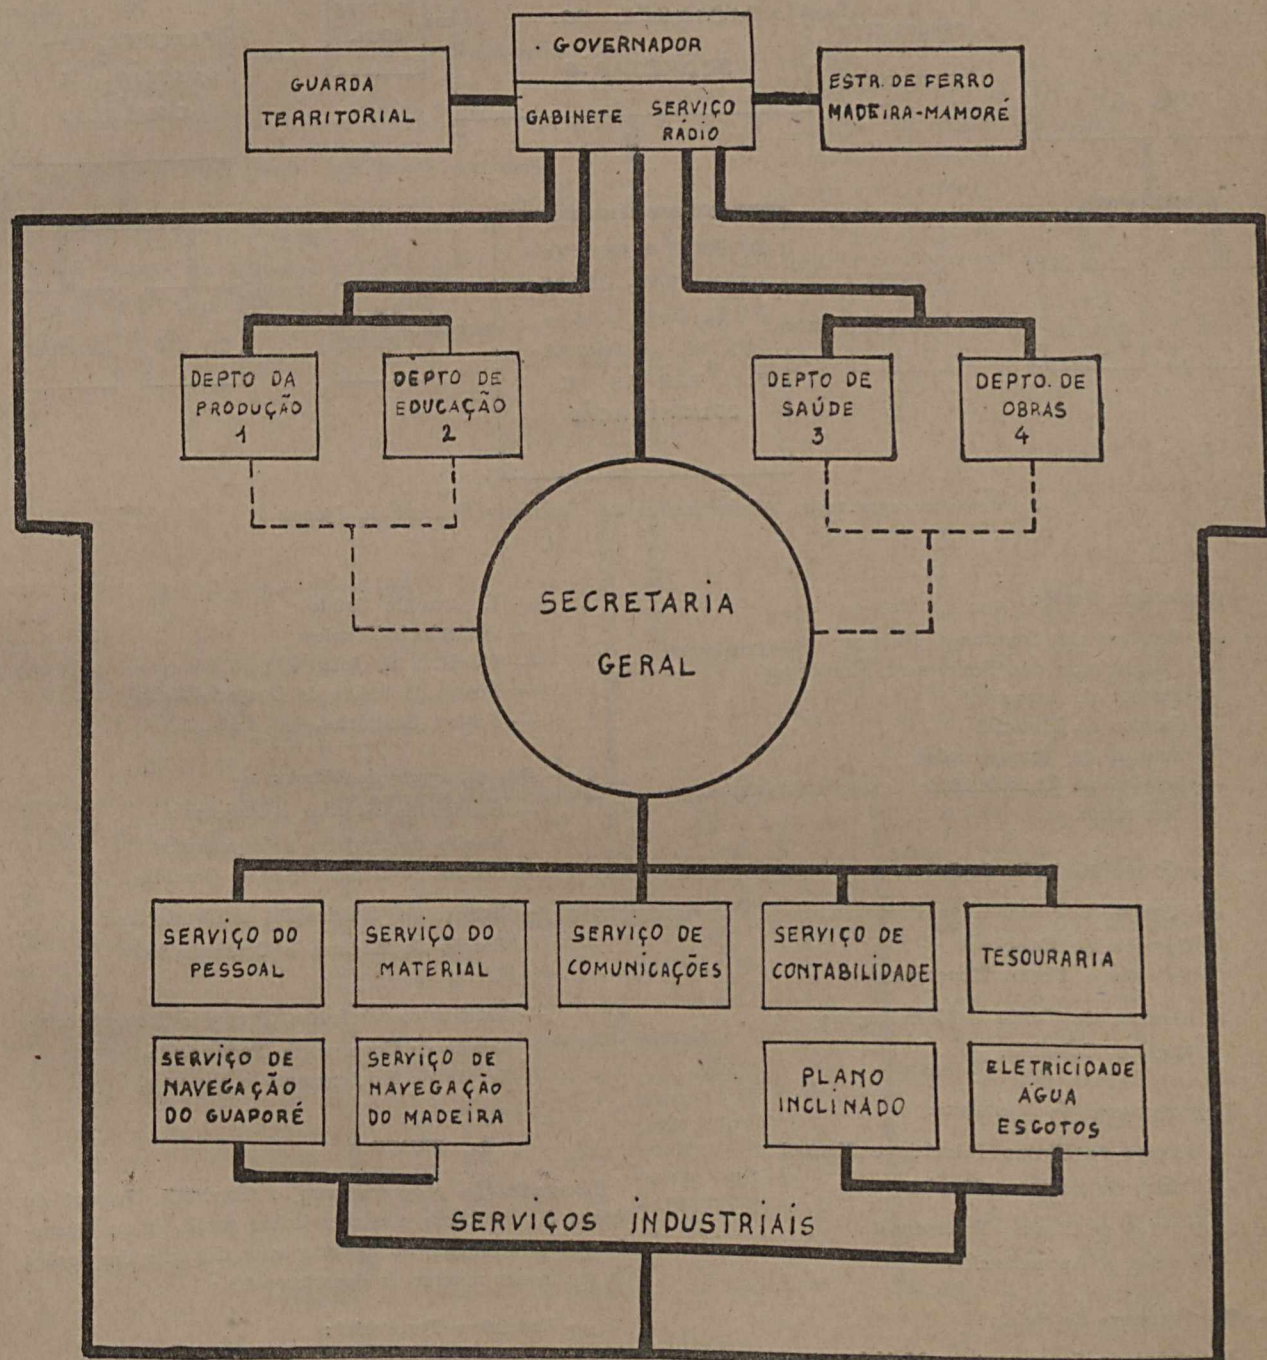 GOVERNADOR
GUARDA
TERRITORIAL
GABINETE
SERVIÇO
RÁDIO
ESTR. DE FERRO
MADEIRA-MAMORÉ
DEPTO DA
PRODUÇÃO
1
DEPTO DE
EDUCAÇÃO
2
DEPTO DE
SAÚDE
3
DEPTO. DE
OBRAS
4
SECRETARIA
GERAL
SERVIÇO DO
PESSOAL
SERVIÇO DO
MATERIAL
SERVIÇO DE
COMUNICAÇÕES
SERVIÇO DE
CONTABILIDADE
TESOURARIA
SERVIÇO DE
NAVEGAÇÃO
DO GUAPORÉ
SERVIÇO DE
NAVEGAÇÃO
DO MADEIRA
PLANO
INCLINADO
ELETRICIDADE
ÁGUA
ESGOTOS
SERVIÇOS INDUSTRIAIS